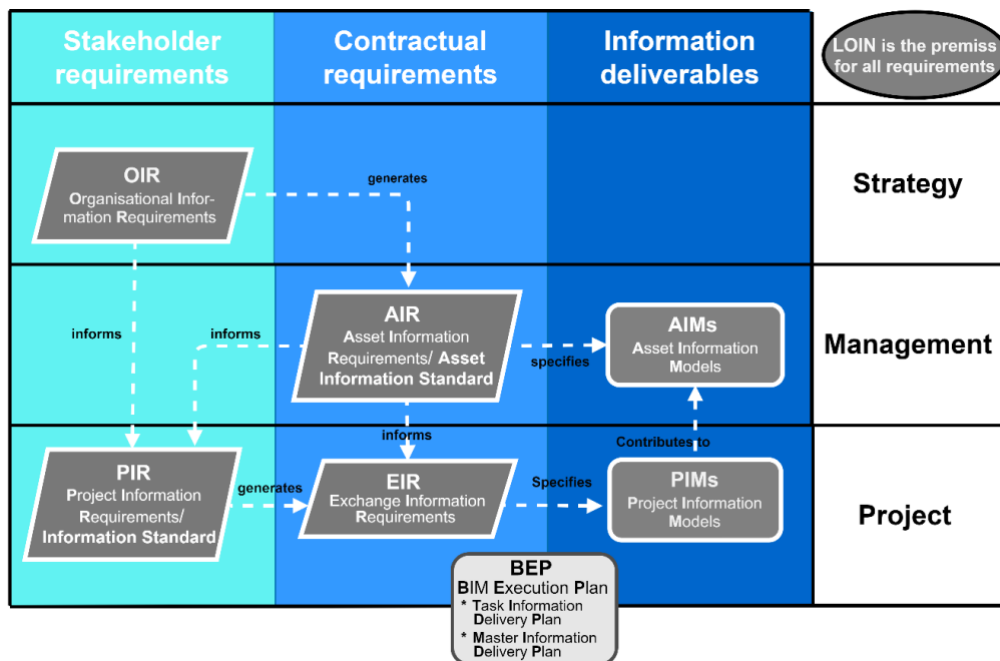 Stakeholder
requirements
Contractual
requirements
Information
deliverables
LOIN is the premiss
for all requirements
OIR
Organisational Infor-
mation Requirements
generates
Strategy
informs
informs
AIR
Asset Information
Requirements/ Asset
Information Standard
specifies
AIMs
Asset Information
Models
Management
informs
Contributes to
PIR
Project Information
Requirements/
Information Standard
generates
EIR
Exchange Information
Requirements
Specifies
PIMs
Project Information
Models
Project
BEP
BIM Execution Plan
* Task Information
Delivery Plan
* Master Information
Delivery Plan